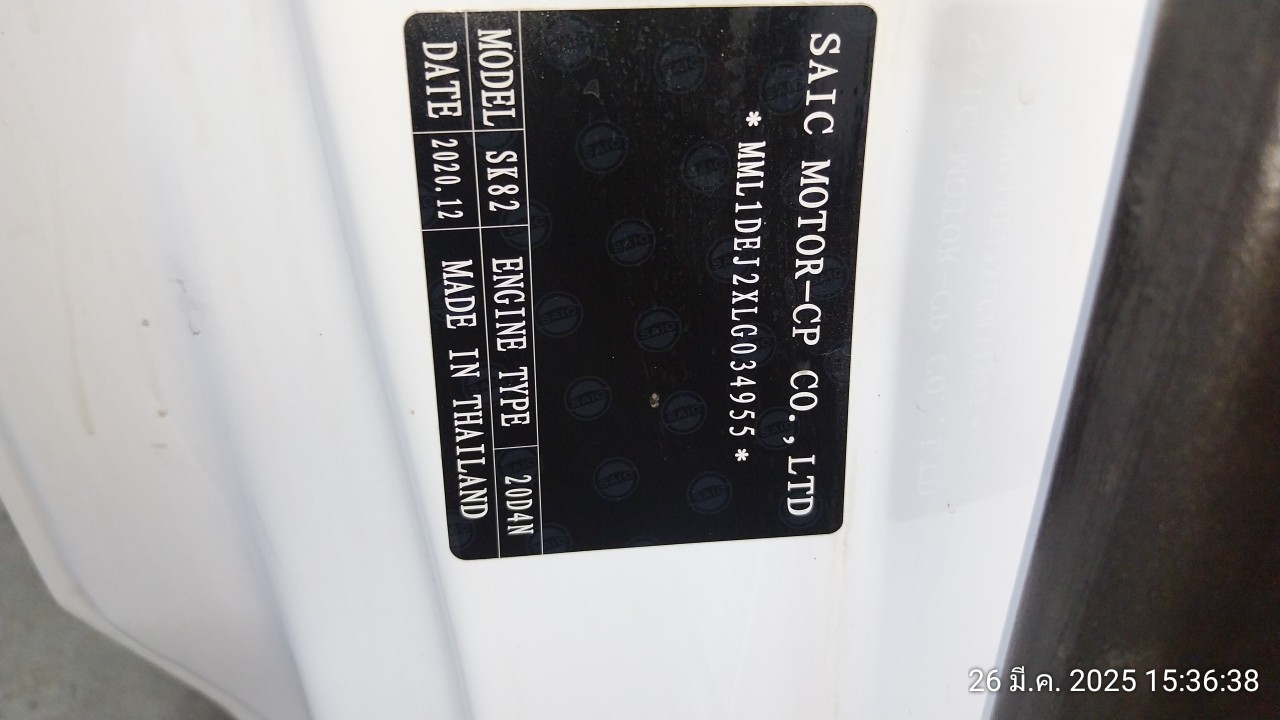 SAIC MOTOR-CP CO.,LTD
* MML1DEJ2XLG034955 *
MODEL SK82 ENGINE TYPE 20D4N
DATE 2020.12 MADE IN THAILAND
26 มี.ค. 2025 15:36:38